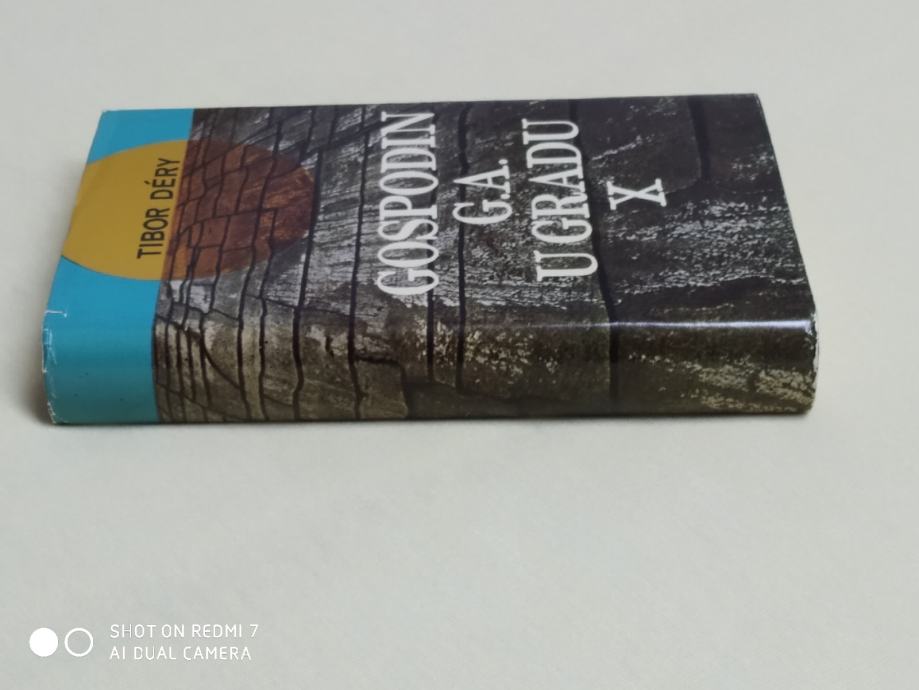 TIBOR DÉRY
GOSPODIN
G.A.
U GRADU
X
SHOT ON REDMI 7
AI DUAL CAMERA